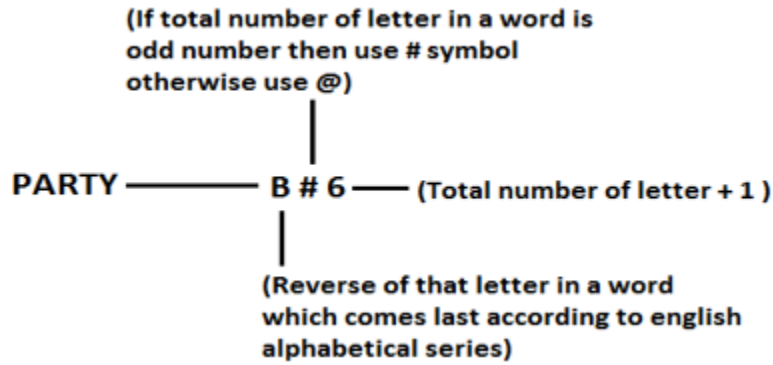 (If total number of letter in a word is
odd number then use # symbol
otherwise use @)
PARTY B # 6 (Total number of letter + 1 )
(Reverse of that letter in a word
which comes last according to english
alphabetical series)